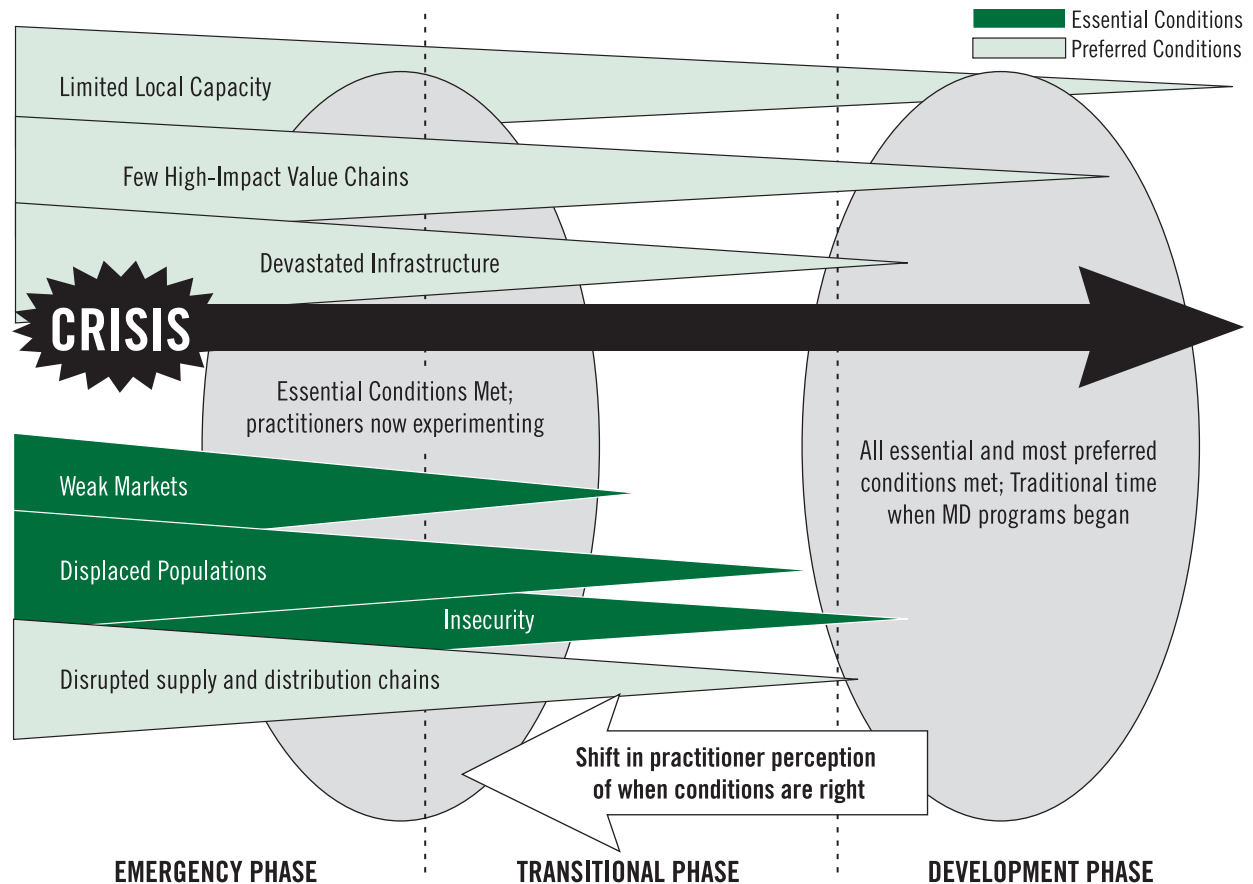 Essential Conditions
Preferred Conditions
Limited Local Capacity
Few High-Impact Value Chains
Devastated Infrastructure
CRISIS
Essential Conditions Met;
practitioners now experimenting
All essential and most preferred
conditions met; Traditional time
when MD programs began
Weak Markets
Displaced Populations
Insecurity
Disrupted supply and distribution chains
Shift in practitioner perception
of when conditions are right
EMERGENCY PHASE
TRANSITIONAL PHASE
DEVELOPMENT PHASE